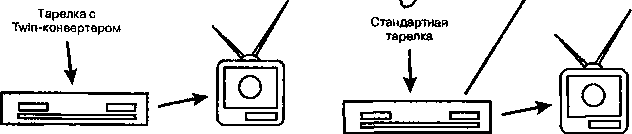 Тарелка с
Twin-конвертером
Стандартная
тарелка